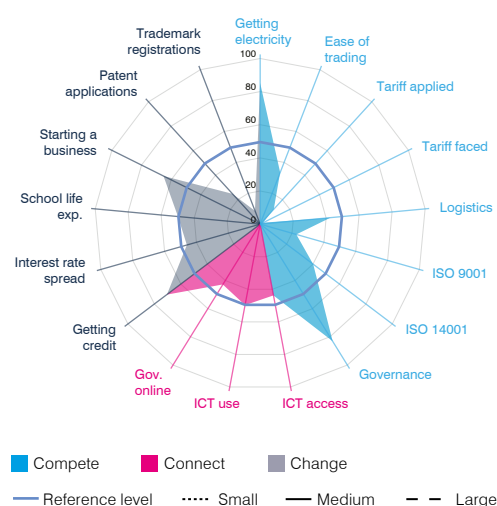 Getting
electricity
Ease of
trading
Tariff applied
Tariff faced
Logistics
ISO 9001
ISO 14001
Governance
ICT access
ICT use
Gov.
online
Getting
credit
Interest rate
spread
School life
exp.
Starting a
business
Patent
applications
Trademark
registrations
100
80
60
40
20
0
Compete
Connect
Change
Reference level
Small
Medium
Large